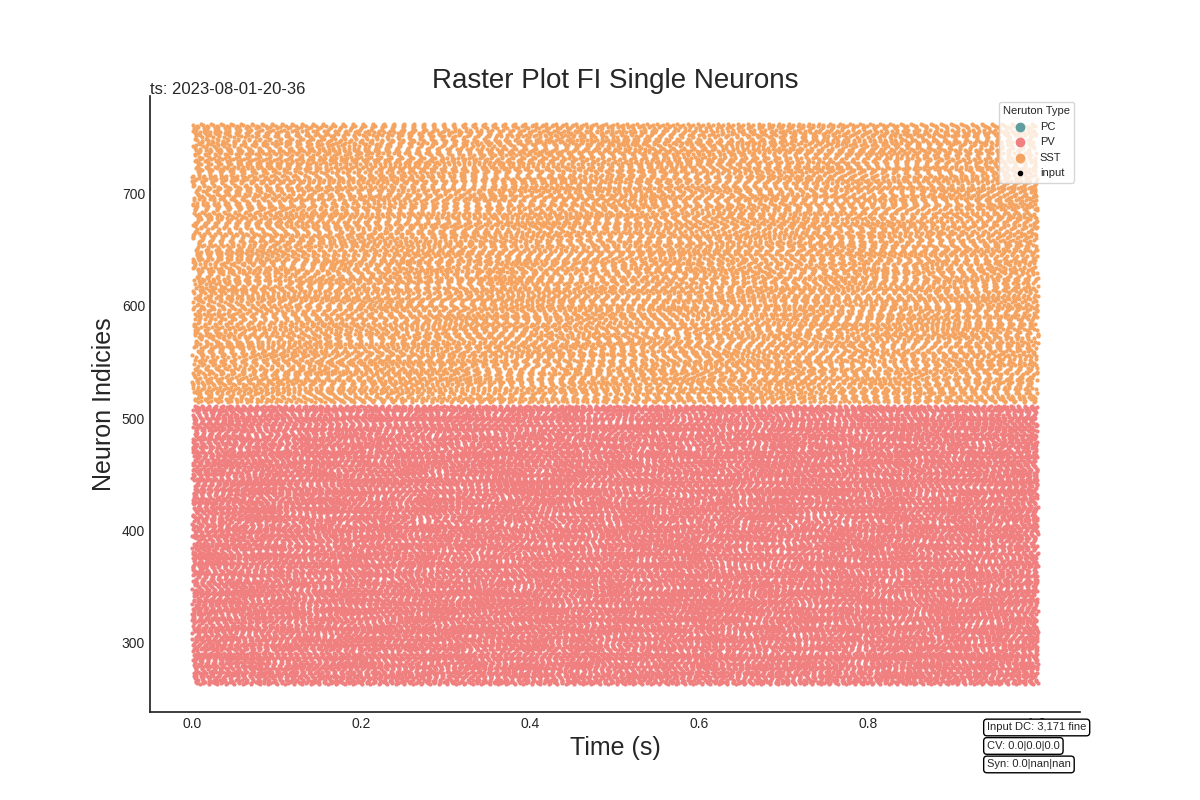 Raster Plot FI Single Neurons
ts: 2023-08-01-20-36
Neruton Type
PC
PV
SST
input
700
600
500
400
300
Neuron Indicies
0.0 0.2 0.4 0.6 0.8
Time (s)
Input DC: 3,171 fine
CV: 0.0|0.0|0.0
Syn: 0.0|nan|nan